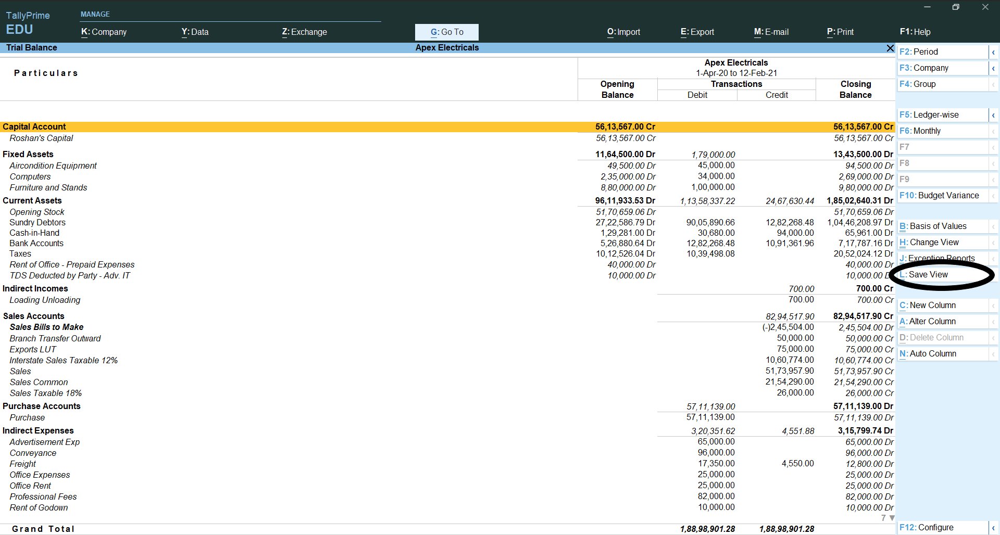 TallyPrime
EDU
MANAGE
K: Company Y: Data Z: Exchange G: Go To O: Import E: Export M: E-mail P: Print F1: Help
Trial Balance Apex Electricals
Particulars
Apex Electricals
1-Apr-20 to 12-Feb-21
Opening Balance Transactions Closing Balance
Debit Credit
Capital Account 56,13,567.00 Cr 56,13,567.00 Cr
Roshan's Capital 56,13,567.00 Cr 56,13,567.00 Cr
Fixed Assets 11,64,500.00 Dr 1,79,000.00 13,43,500.00 Dr
Aircondition Equipment 49,500.00 Dr 45,000.00 94,500.00 Dr
Computers 2,35,000.00 Dr 34,000.00 2,69,000.00 Dr
Furniture and Stands 8,80,000.00 Dr 1,00,000.00 9,80,000.00 Dr
Current Assets 96,11,933.53 Dr 1,13,58,337.22 24,67,630.44 1,85,02,640.31 Dr
Opening Stock 51,70,659.06 Dr 51,70,659.06 Dr
Sundry Debtors 27,22,586.79 Dr 90,05,890.66 12,82,268.48 1,04,46,208.97 Dr
Cash-in-Hand 1,29,281.00 Dr 30,680.00 94,000.00 65,961.00 Dr
Bank Accounts 5,26,880.64 Dr 12,82,268.48 10,91,361.96 7,17,787.16 Dr
Taxes 10,12,526.04 Dr 10,39,498.08 20,52,024.12 Dr
Rent of Office - Prepaid Expenses 40,000.00 Dr 40,000.00 Dr
TDS Deducted by Party - Adv. IT 10,000.00 Dr 10,000.00 Dr
Indirect Incomes 700.00 700.00 Cr
Loading Unloading 700.00 700.00 Cr
Sales Accounts 82,94,517.90 82,94,517.90 Cr
Sales Bills to Make (-)2,45,504.00 2,45,504.00 Dr
Branch Transfer Outward 50,000.00 50,000.00 Cr
Exports LUT 75,000.00 75,000.00 Cr
Interstate Sales Taxable 12% 10,60,774.00 10,60,774.00 Cr
Sales 51,73,957.90 51,73,957.90 Cr
Sales Common 21,54,290.00 21,54,290.00 Cr
Sales Taxable 18% 26,000.00 26,000.00 Cr
Purchase Accounts 57,11,139.00 57,11,139.00 Dr
Purchase 57,11,139.00 57,11,139.00 Dr
Indirect Expenses 3,20,351.62 4,551.88 3,15,799.74 Dr
Advertisement Exp 65,000.00 65,000.00 Dr
Conveyance 96,000.00 96,000.00 Dr
Freight 17,350.00 4,550.00 12,800.00 Dr
Office Expenses 25,000.00 25,000.00 Dr
Office Rent 25,000.00 25,000.00 Dr
Professional Fees 82,000.00 82,000.00 Dr
Rent of Godown 10,000.00 10,000.00 Dr
7 ▼
Grand Total 1,88,98,901.28 1,88,98,901.28
F2: Period
F3: Company
F4: Group
F5: Ledger-wise
F6: Monthly
F7
F8
F9
F10: Budget Variance
B: Basis of Values
H: Change View
J: Exception Reports
L: Save View
C: New Column
A: Alter Column
D: Delete Column
N: Auto Column
F12: Configure